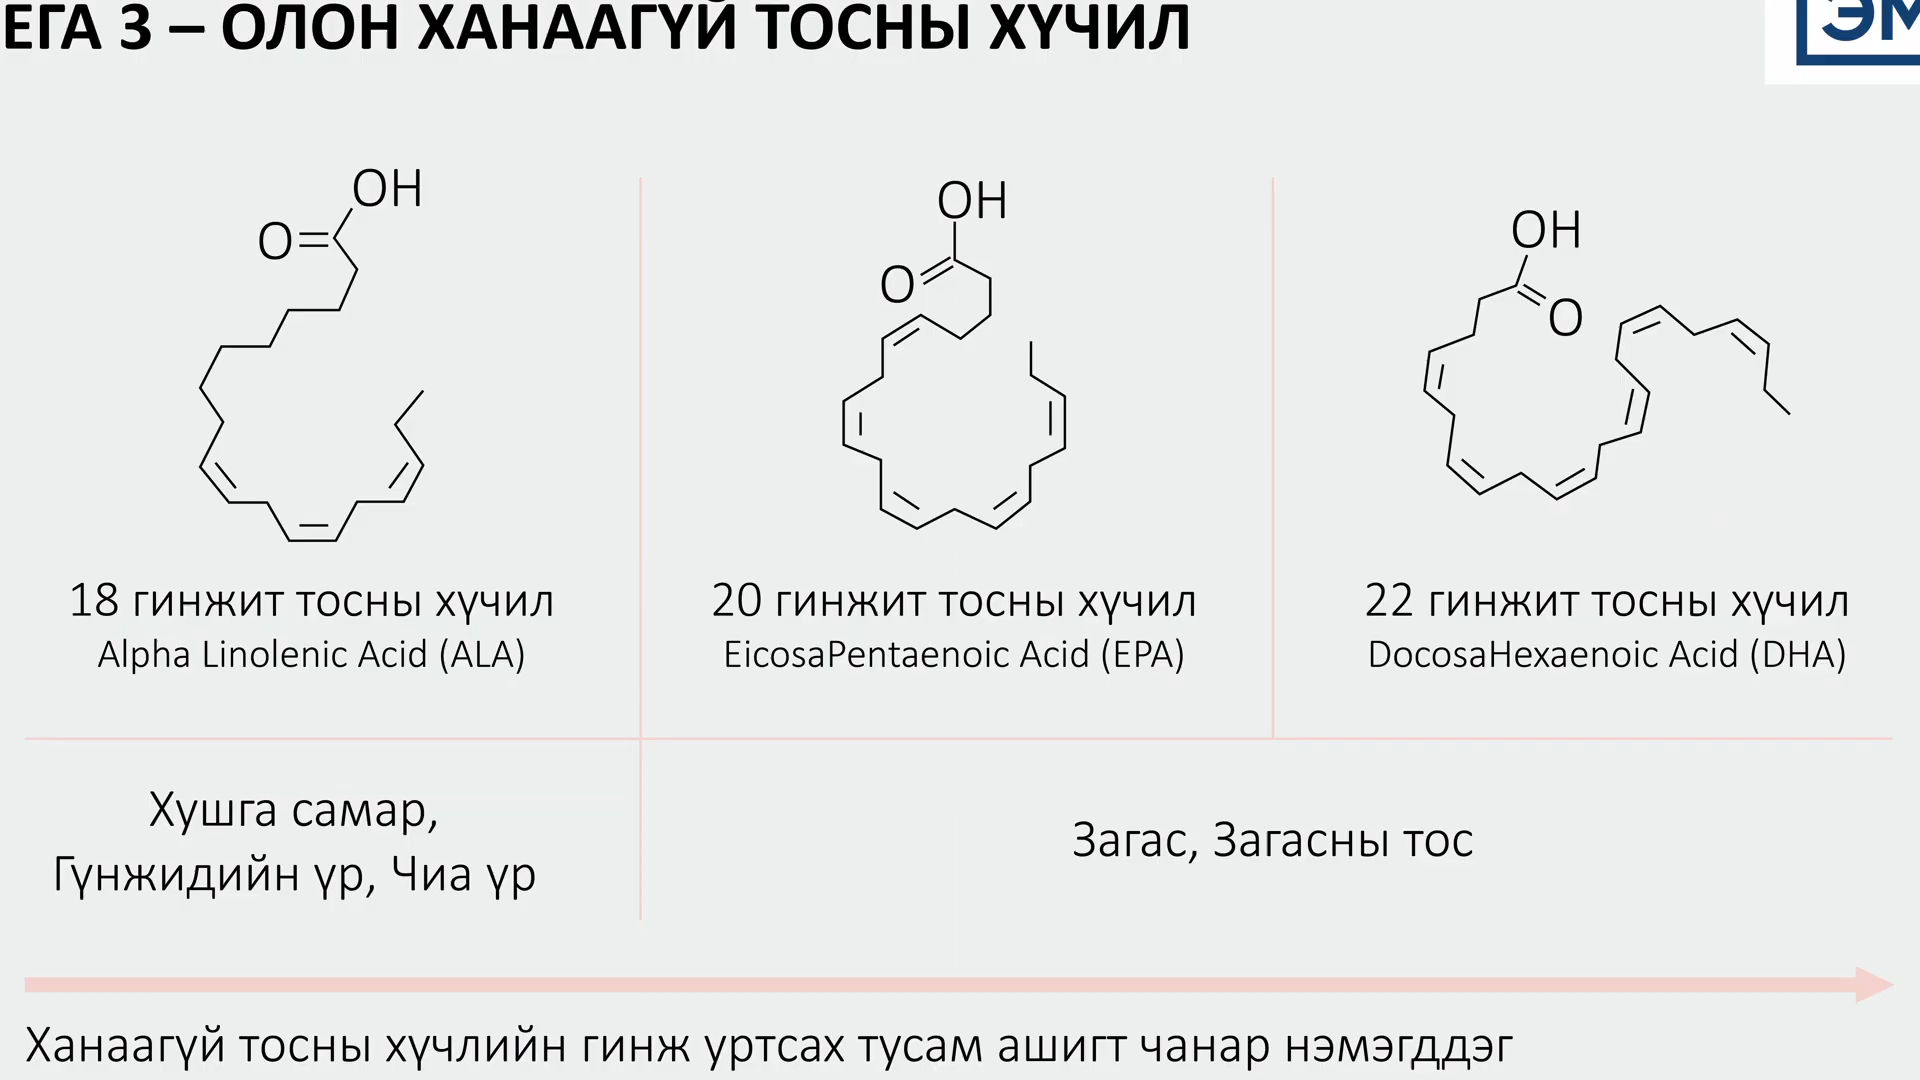 ЕГА 3 – ОЛОН ХАНААГҮЙ ТОСНЫ ХҮЧИЛ
ЭМ
OH
O
OH
O
OH
O
18 гинжит тосны хүчил
Alpha Linolenic Acid (ALA)
20 гинжит тосны хүчил
EicosaPentaenoic Acid (EPA)
22 гинжит тосны хүчил
DocosaHexaenoic Acid (DHA)
Хушга самар,
Гүнжидийн үр, Чиа үр
Загас, Загасны тос
Ханаагүй тосны хүчлийн гинж уртсах тусам ашигт чанар нэмэгддэг